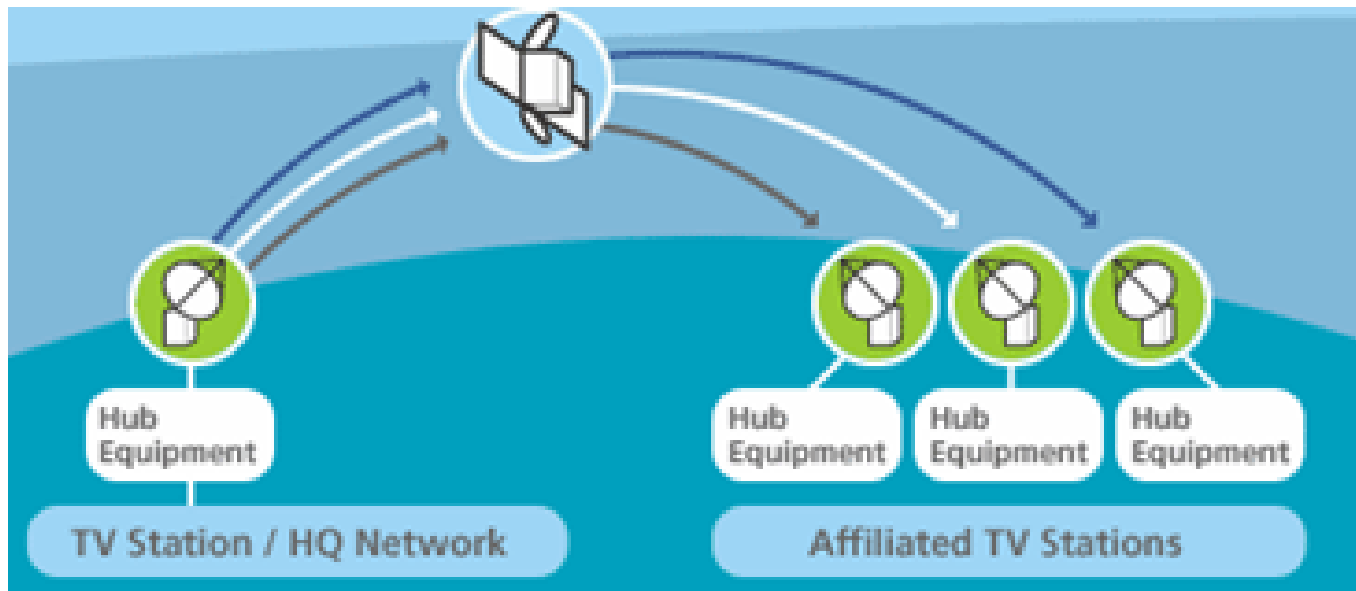 Hub
Equipment
Hub
Equipment
Hub
Equipment
Hub
Equipment
TV Station / HQ Network
Affiliated TV Stations